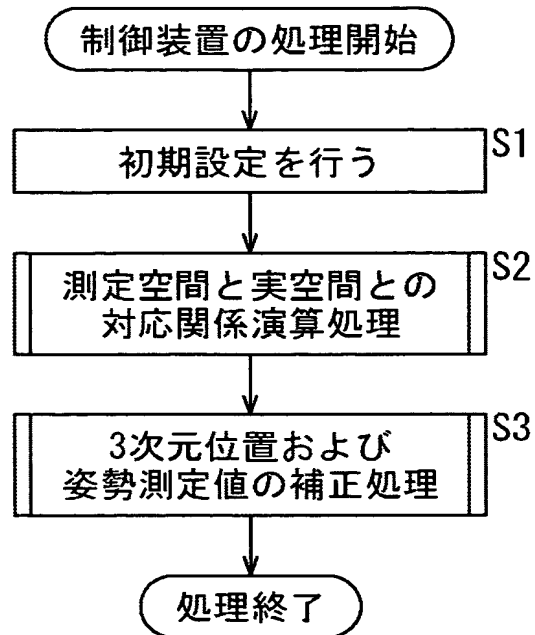 制御装置の処理開始
S1
初期設定を行う
S2
測定空間と実空間との
対応関係演算処理
S3
3次元位置および
姿勢測定値の補正処理
処理終了